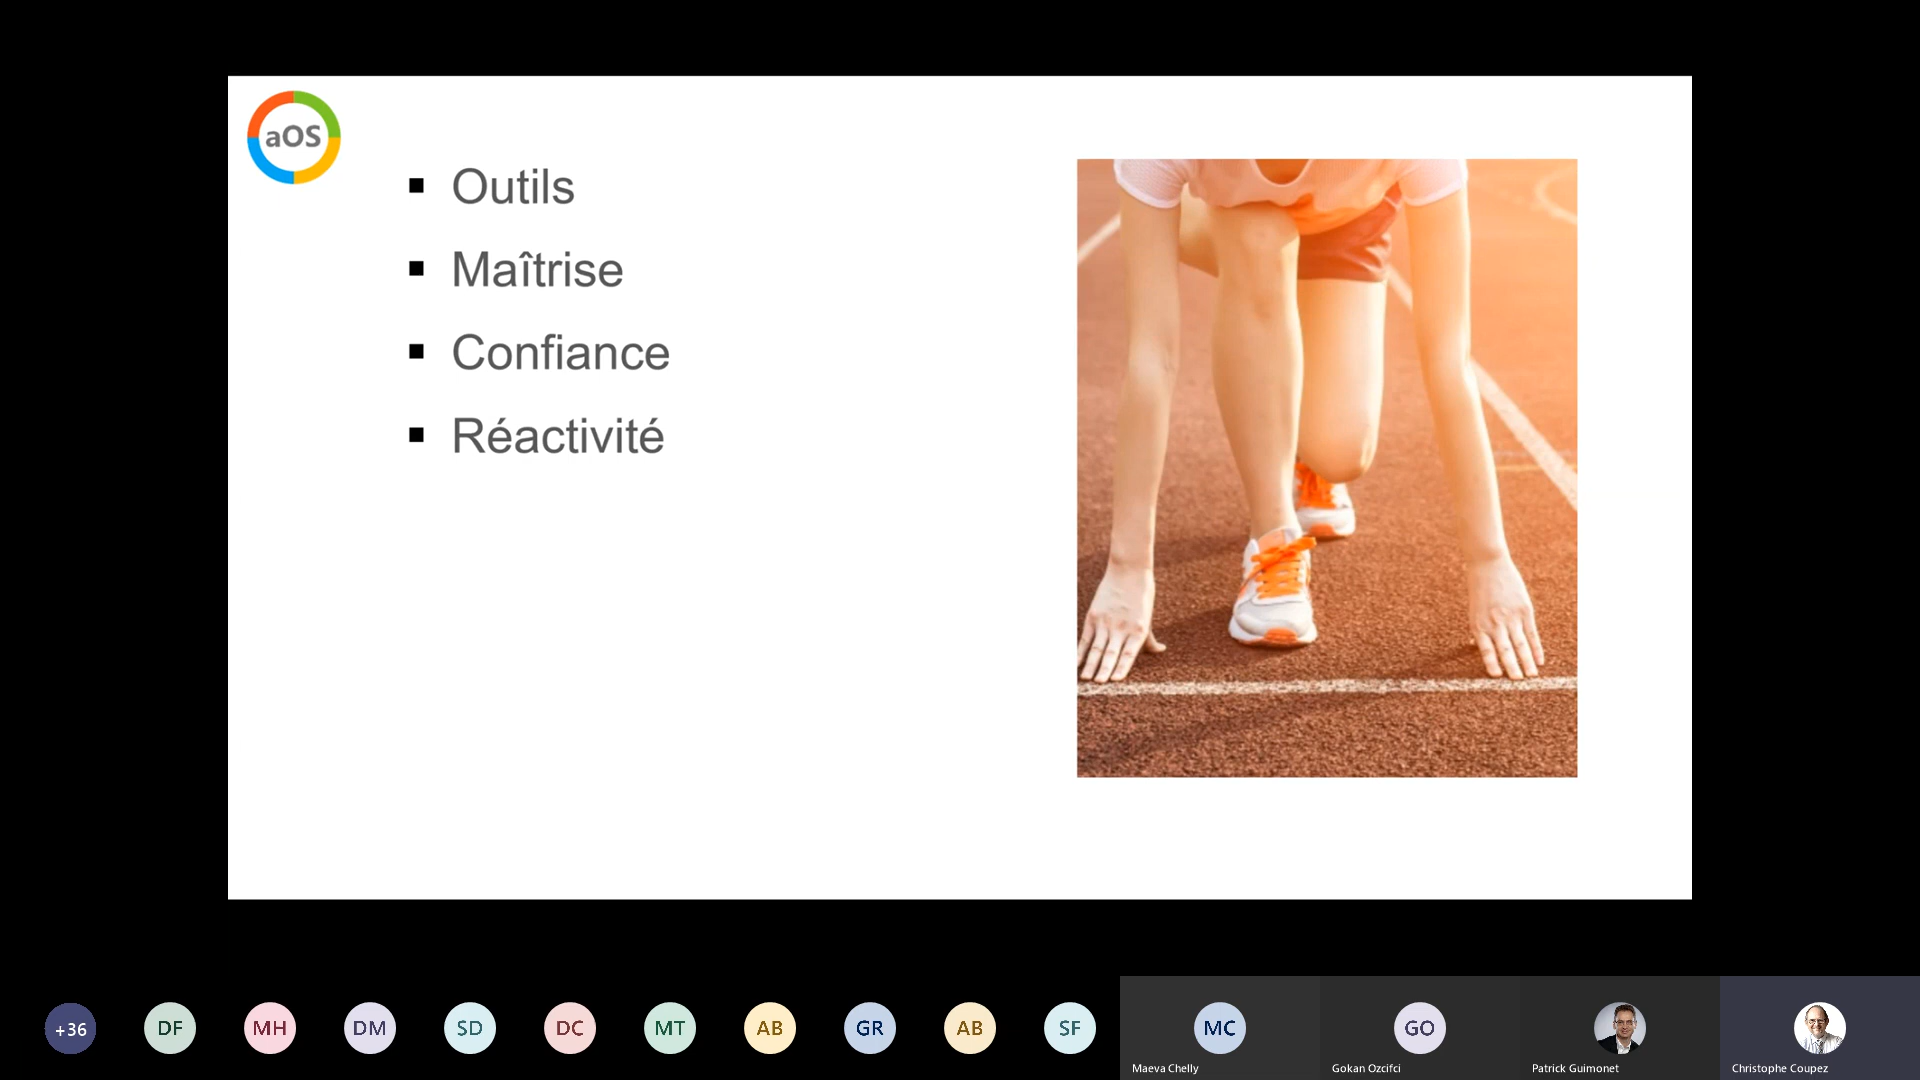 aOS
Outils
Maîtrise
Confiance
Réactivité
+36
DF
MH
DM
SD
DC
MT
AB
GR
AB
SF
MC
GO
Maeva Chelly
Gokan Ozcifci
Patrick Guimonet
Christophe Coupez